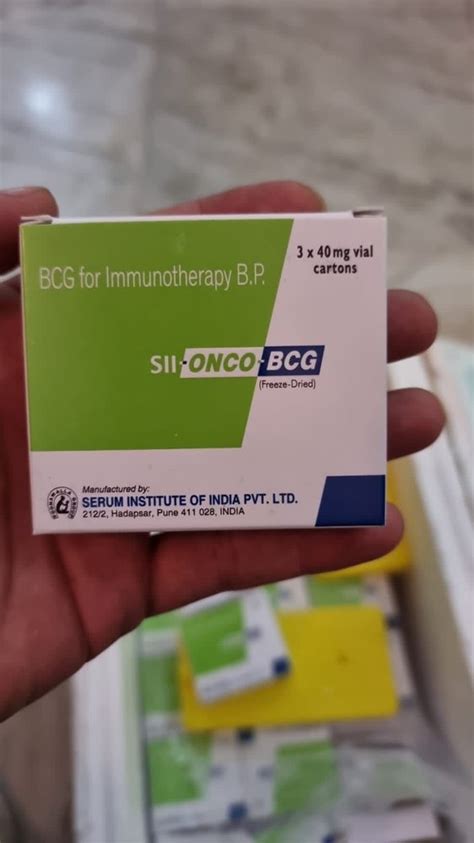 BCG for Immunotherapy B.P.
3 x 40 mg vial
cartons
SII-ONCO-BCG
(Freeze-Dried)
Manufactured by:
SERUM INSTITUTE OF INDIA PVT. LTD.
212/2, Hadapsar, Pune 411 028, INDIA